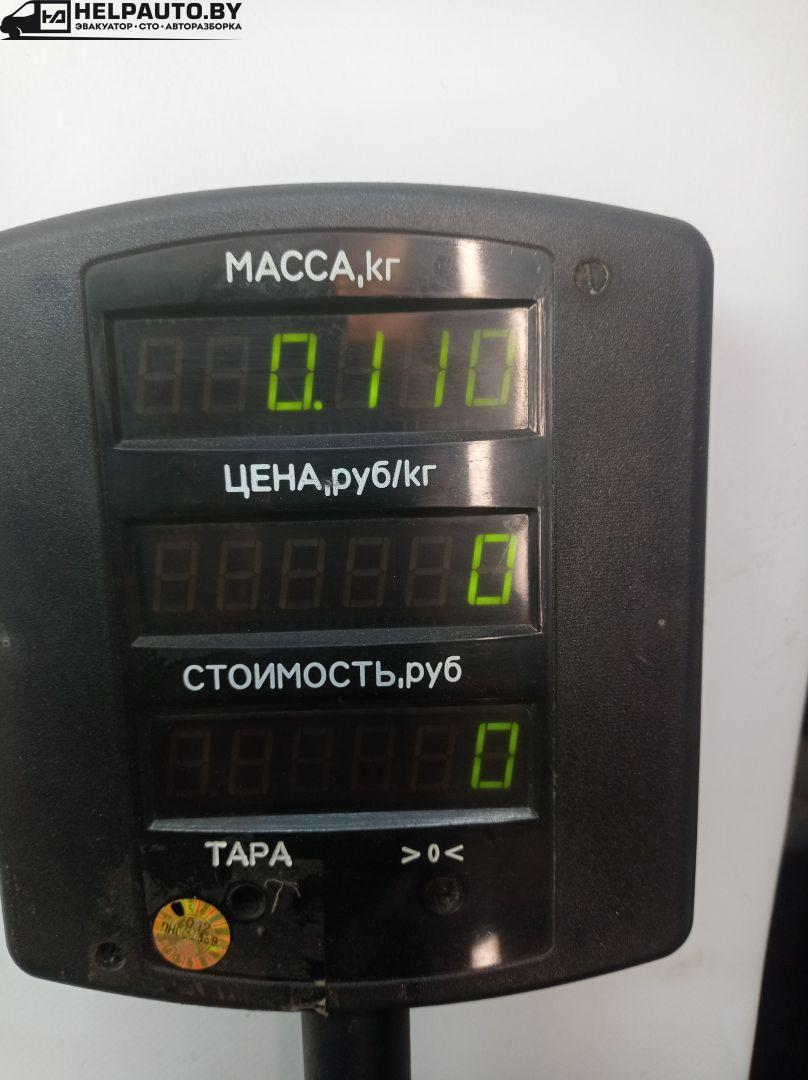 HELPAUTO.BY
ЭВАКУАТОР • СТО • АВТОРАЗБОРКА
МАССА,кг
0.110
ЦЕНА,руб/кг
0
СТОИМОСТЬ,руб
0
ТАРА >0<